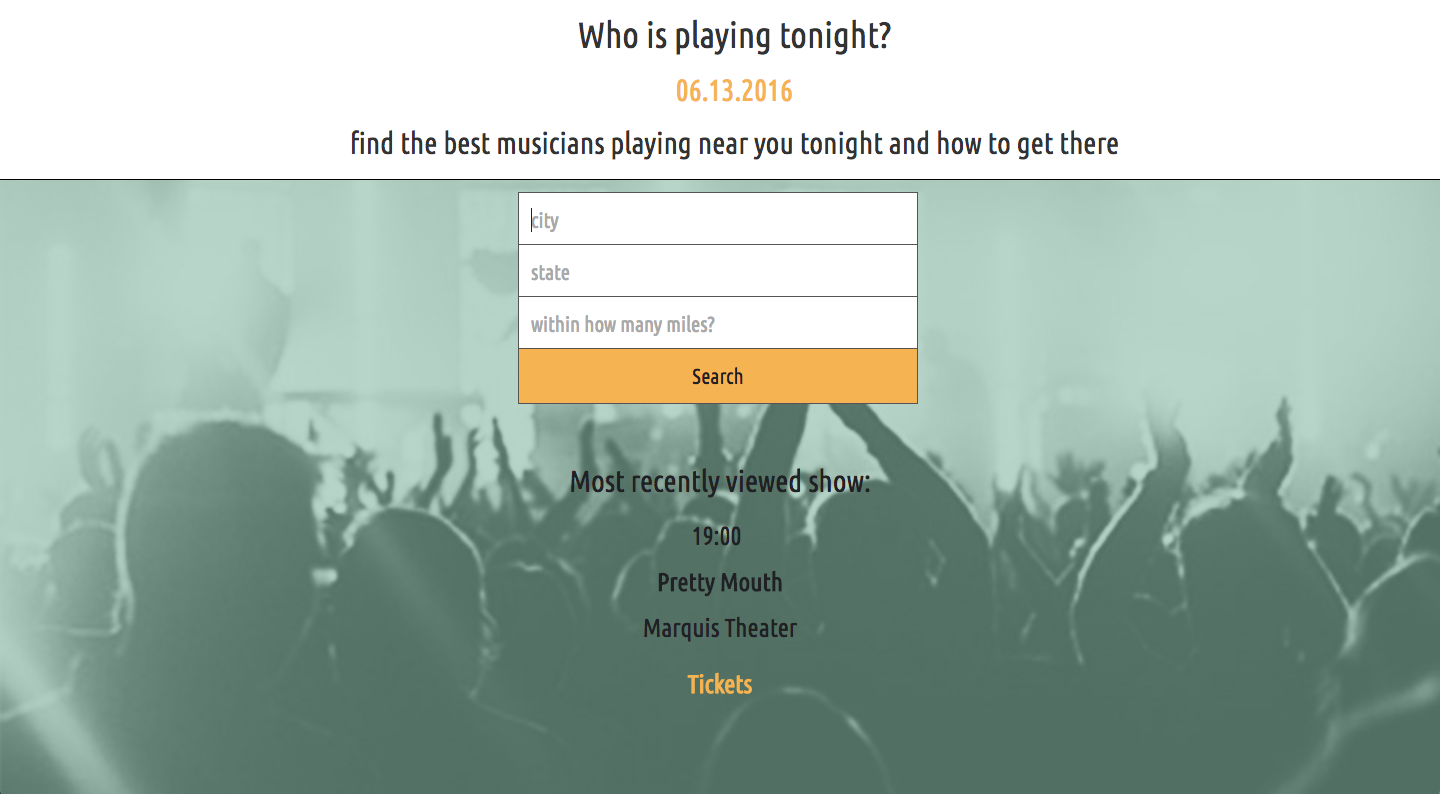 Who is playing tonight?
06.13.2016
find the best musicians playing near you tonight and how to get there
city
state
within how many miles?
Search
Most recently viewed show:
19:00
Pretty Mouth
Marquis Theater
Tickets